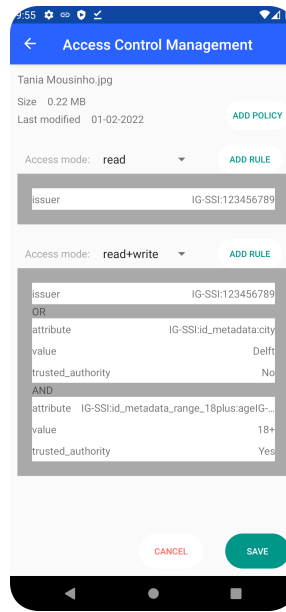 9:55
Access Control Management
Tania Mousinho.jpg
Size 0.22 MB
Last modified 01-02-2022
ADD POLICY
Access mode: read ADD RULE
issuer IG-SSI:123456789
Access mode: read+write ADD RULE
issuer IG-SSI:123456789
OR
attribute IG-SSI:id_metadata:city
value Delft
trusted_authority No
AND
attribute IG-SSI:id_metadata_range_18plus:ageIG-...
value 18+
trusted_authority Yes
CANCEL SAVE